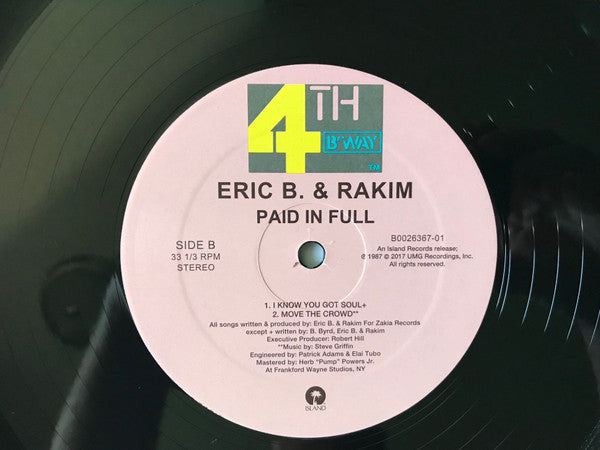 4TH
B'WAY
TM
ERIC B. & RAKIM
PAID IN FULL
SIDE B
33 1/3 RPM
STEREO
B0026367-01
An Island Records release;
℗ 1987 © 2017 UMG Recordings, Inc.
All rights reserved.
1. I KNOW YOU GOT SOUL+
2. MOVE THE CROWD**
All songs written & produced by: Eric B. & Rakim For Zakia Records
except + written by: B. Byrd, Eric B. & Rakim
Executive Producer: Robert Hill
**Music by: Steve Griffin
Engineered by: Patrick Adams & Elai Tubo
Mastered by: Herb "Pump" Powers Jr.
At Frankford Wayne Studios, NY
ISLAND